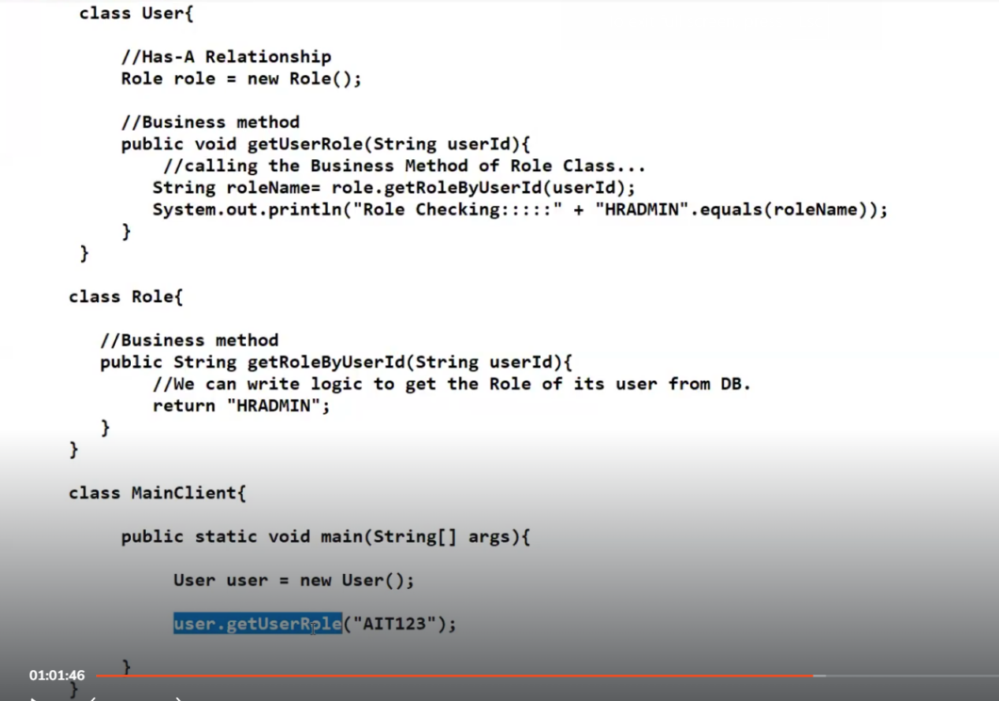 class User{
//Has-A Relationship
Role role = new Role();
//Business method
public void getUserRole(String userId){
//calling the Business Method of Role Class...
String roleName= role.getRoleByUserId(userId);
System.out.println("Role Checking:::::" + "HRADMIN".equals(roleName));
}
}
class Role{
//Business method
public String getRoleByUserId(String userId){
//We can write logic to get the Role of its user from DB.
return "HRADMIN";
}
}
class MainClient{
public static void main(String[] args){
User user = new User();
user.getUserRole("AIT123");
}
01:01:46
}